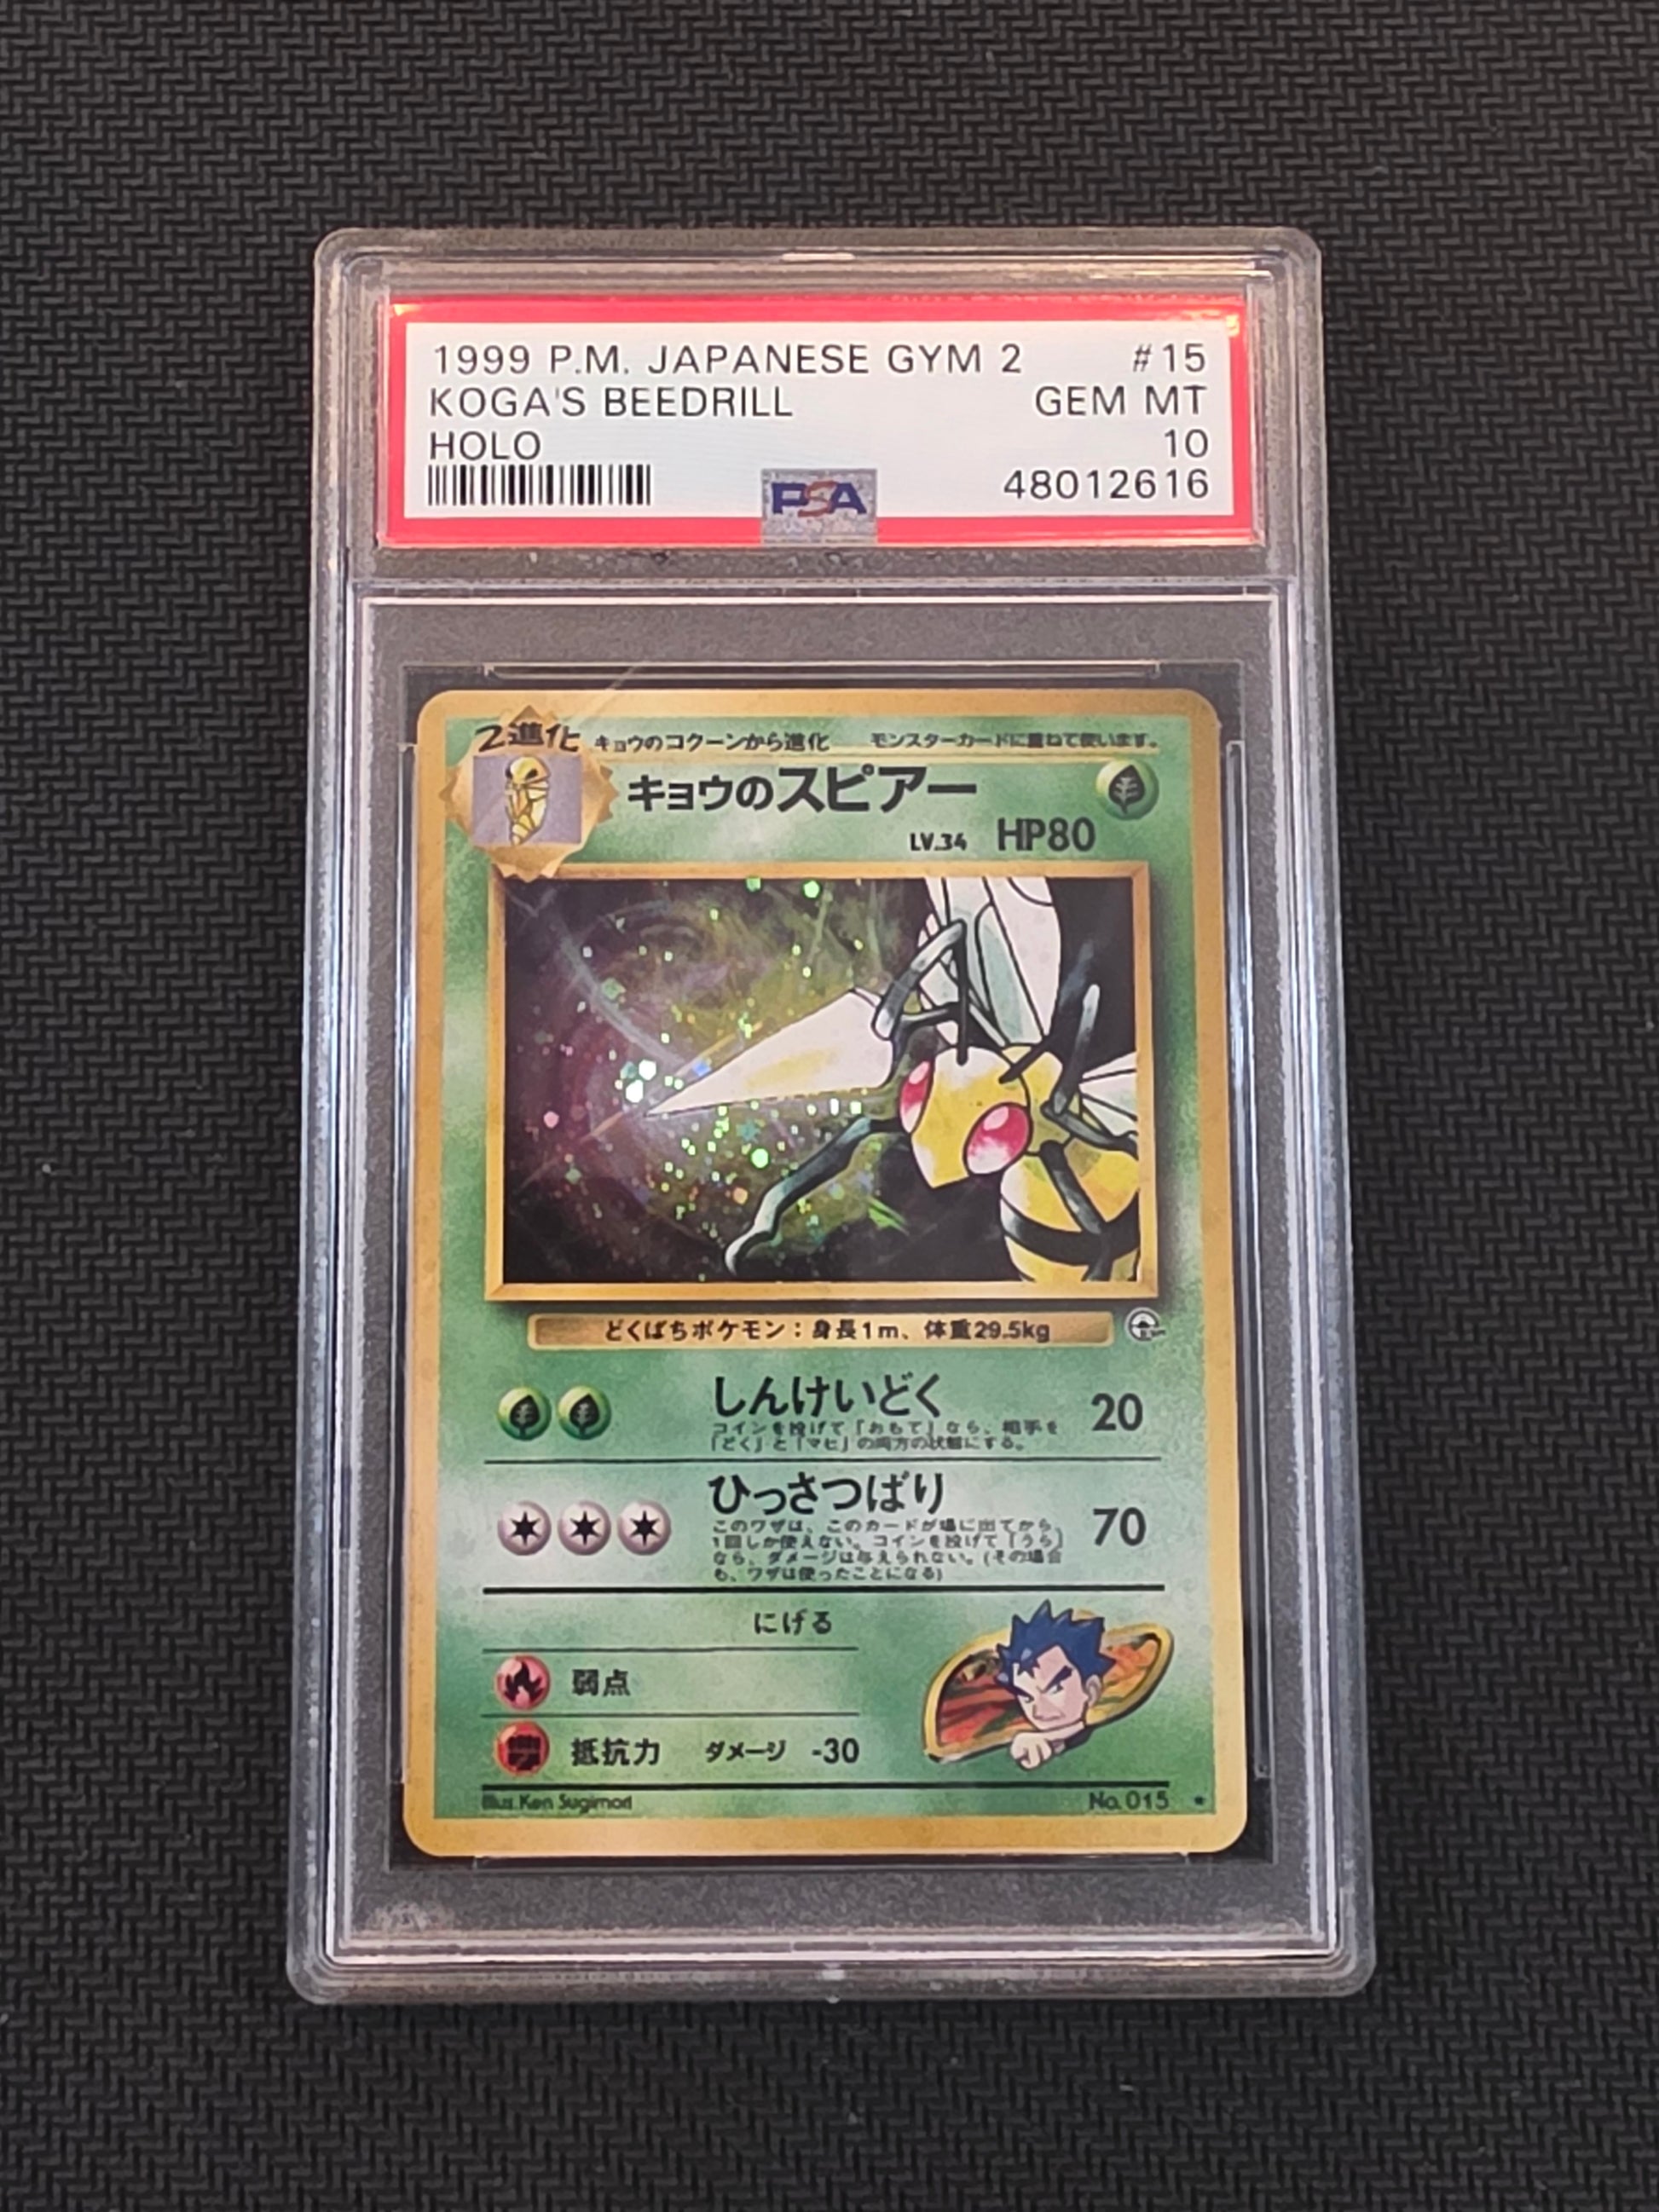 1999 P.M. JAPANESE GYM 2 #15
KOGA'S BEEDRILL GEM MT
HOLO 10
PSA 48012616
2進化 キョウのコクーンから進化 モンスターカードに重ねて使います。
キョウのスピアー
LV.34 HP80
どくばちポケモン：身長1m、体重29.5kg
しんけいどく 20
コインを投げて「おもて」なら、相手を
「どく」と「マヒ」の両方の状態にする。
ひっさつばり 70
このワザは、このカードが場に出てから、
1回しか使えない。コインを投げて「うら」
なら、ダメージは与えられない。(その場合
も、ワザは使ったことになる)
にげる
弱点
抵抗力 ダメージ -30
Illus. Ken Sugimori No.015